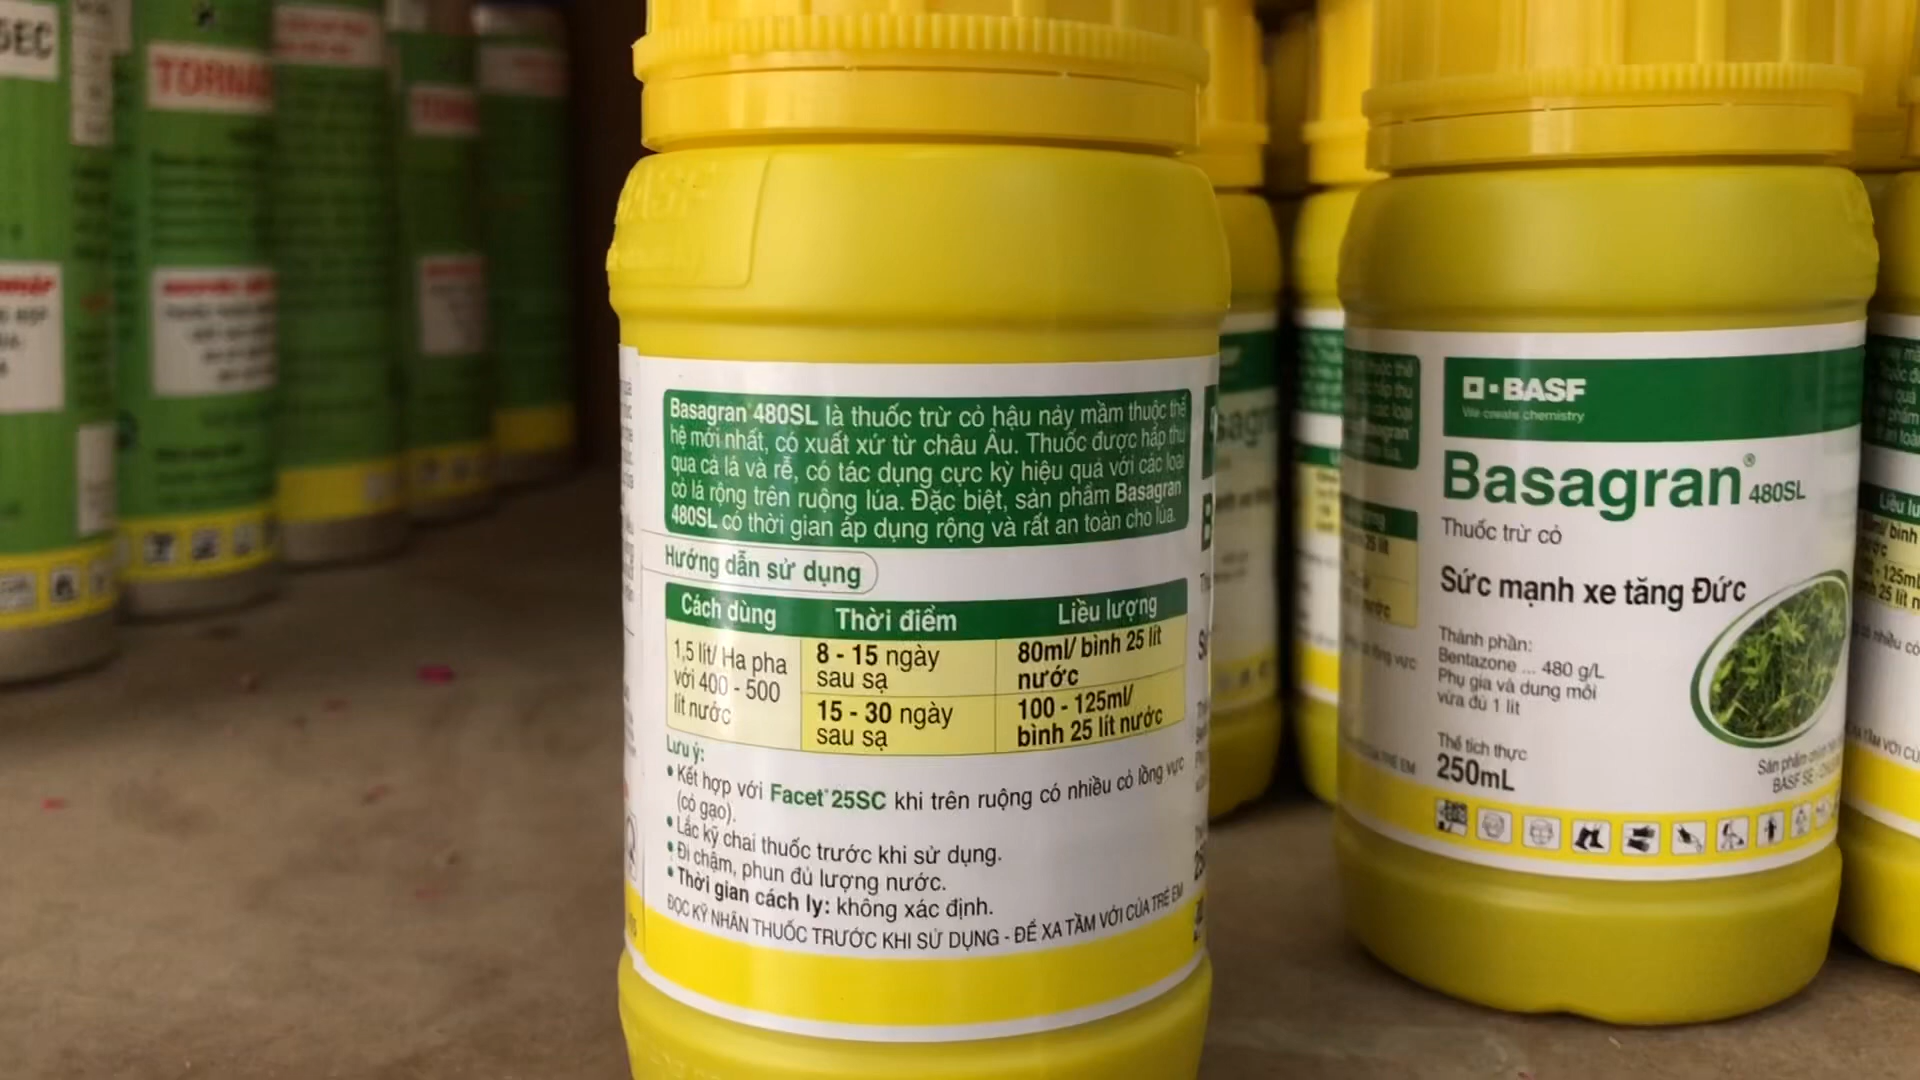 5EC
TORNA
BASF
Basagran 480SL là thuốc trừ cỏ hậu nảy mầm thuộc thế
hệ mới nhất, có xuất xứ từ châu Âu. Thuốc được hấp thu
qua cả lá và rễ, có tác dụng cực kỳ hiệu quả với các loại
cỏ lá rộng trên ruộng lúa. Đặc biệt, sản phẩm Basagran
480SL có thời gian áp dụng rộng và rất an toàn cho lúa.
Hướng dẫn sử dụng
Cách dùng Thời điểm Liều lượng
1,5 lít/ Ha pha
với 400 - 500
lít nước
8 - 15 ngày
sau sạ
80ml/ bình 25 lít
nước
15 - 30 ngày
sau sạ
100 - 125ml/
bình 25 lít nước
Lưu ý:
• Kết hợp với Facet® 25SC khi trên ruộng có nhiều cỏ lồng vực
(cỏ gạo).
• Lắc kỹ chai thuốc trước khi sử dụng.
• Đi chậm, phun đủ lượng nước.
• Thời gian cách ly: không xác định.
ĐỌC KỸ NHÃN THUỐC TRƯỚC KHI SỬ DỤNG - ĐỂ XA TẦM VỚI CỦA TRẺ EM
BASF
We create chemistry
Basagran® 480SL
Thuốc trừ cỏ
Sức mạnh xe tăng Đức
Thành phần:
Bentazone ... 480 g/L
Phụ gia và dung môi
vừa đủ 1 lít
Thể tích thực
250mL
Sản phẩm
BASF SE